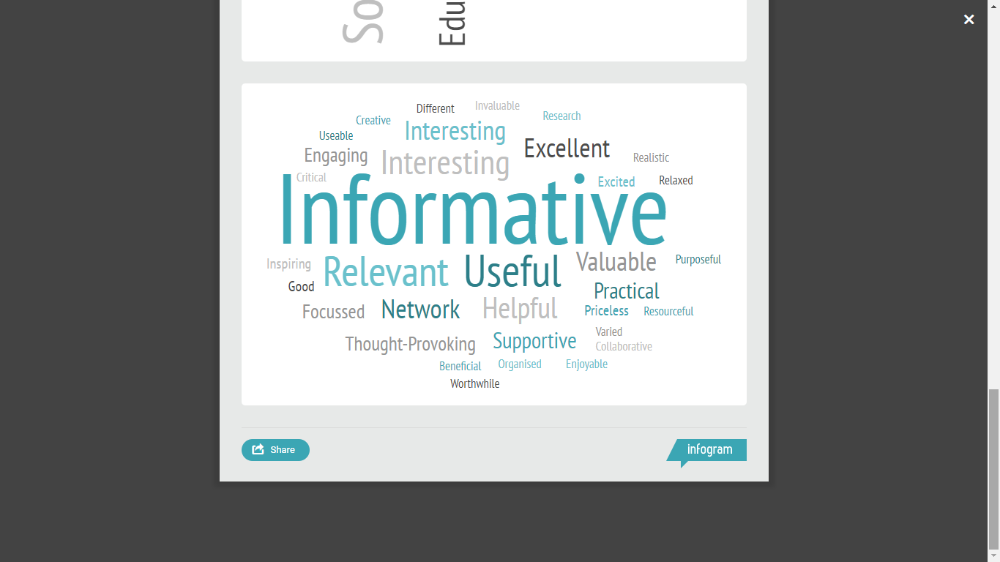 So
Edu
Different
Invaluable
Creative
Research
Useable
Interesting
Engaging
Interesting
Excellent
Realistic
Critical
Excited
Relaxed
Informative
Inspiring
Relevant
Useful
Valuable
Purposeful
Good
Practical
Focussed
Network
Helpful
Priceless
Resourceful
Thought-Provoking
Supportive
Varied
Collaborative
Beneficial
Organised
Enjoyable
Worthwhile
Share
infogram